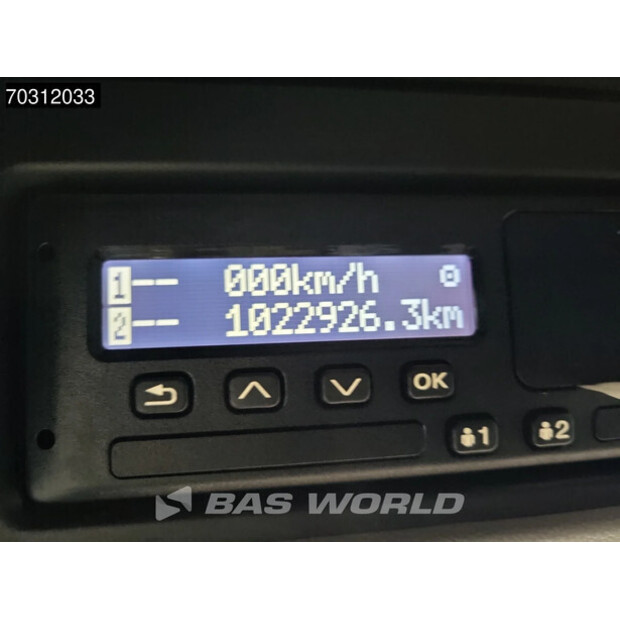 70312033
1-- 000km/h
2-- 1022926.3km
OK
1 2
BAS WORLD